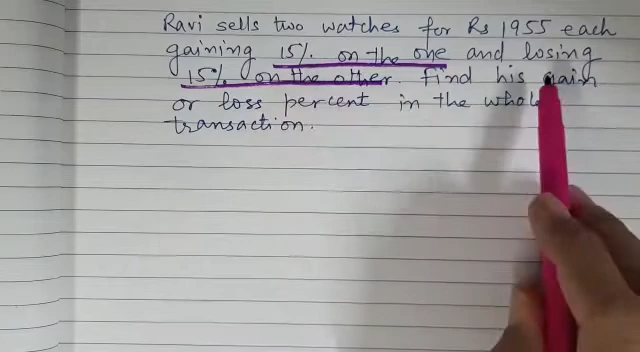 Ravi sells two watches for Rs 1955 each
gaining 15% on the one and losing
15% on the other. Find his gain
or loss percent in the whole
transaction.